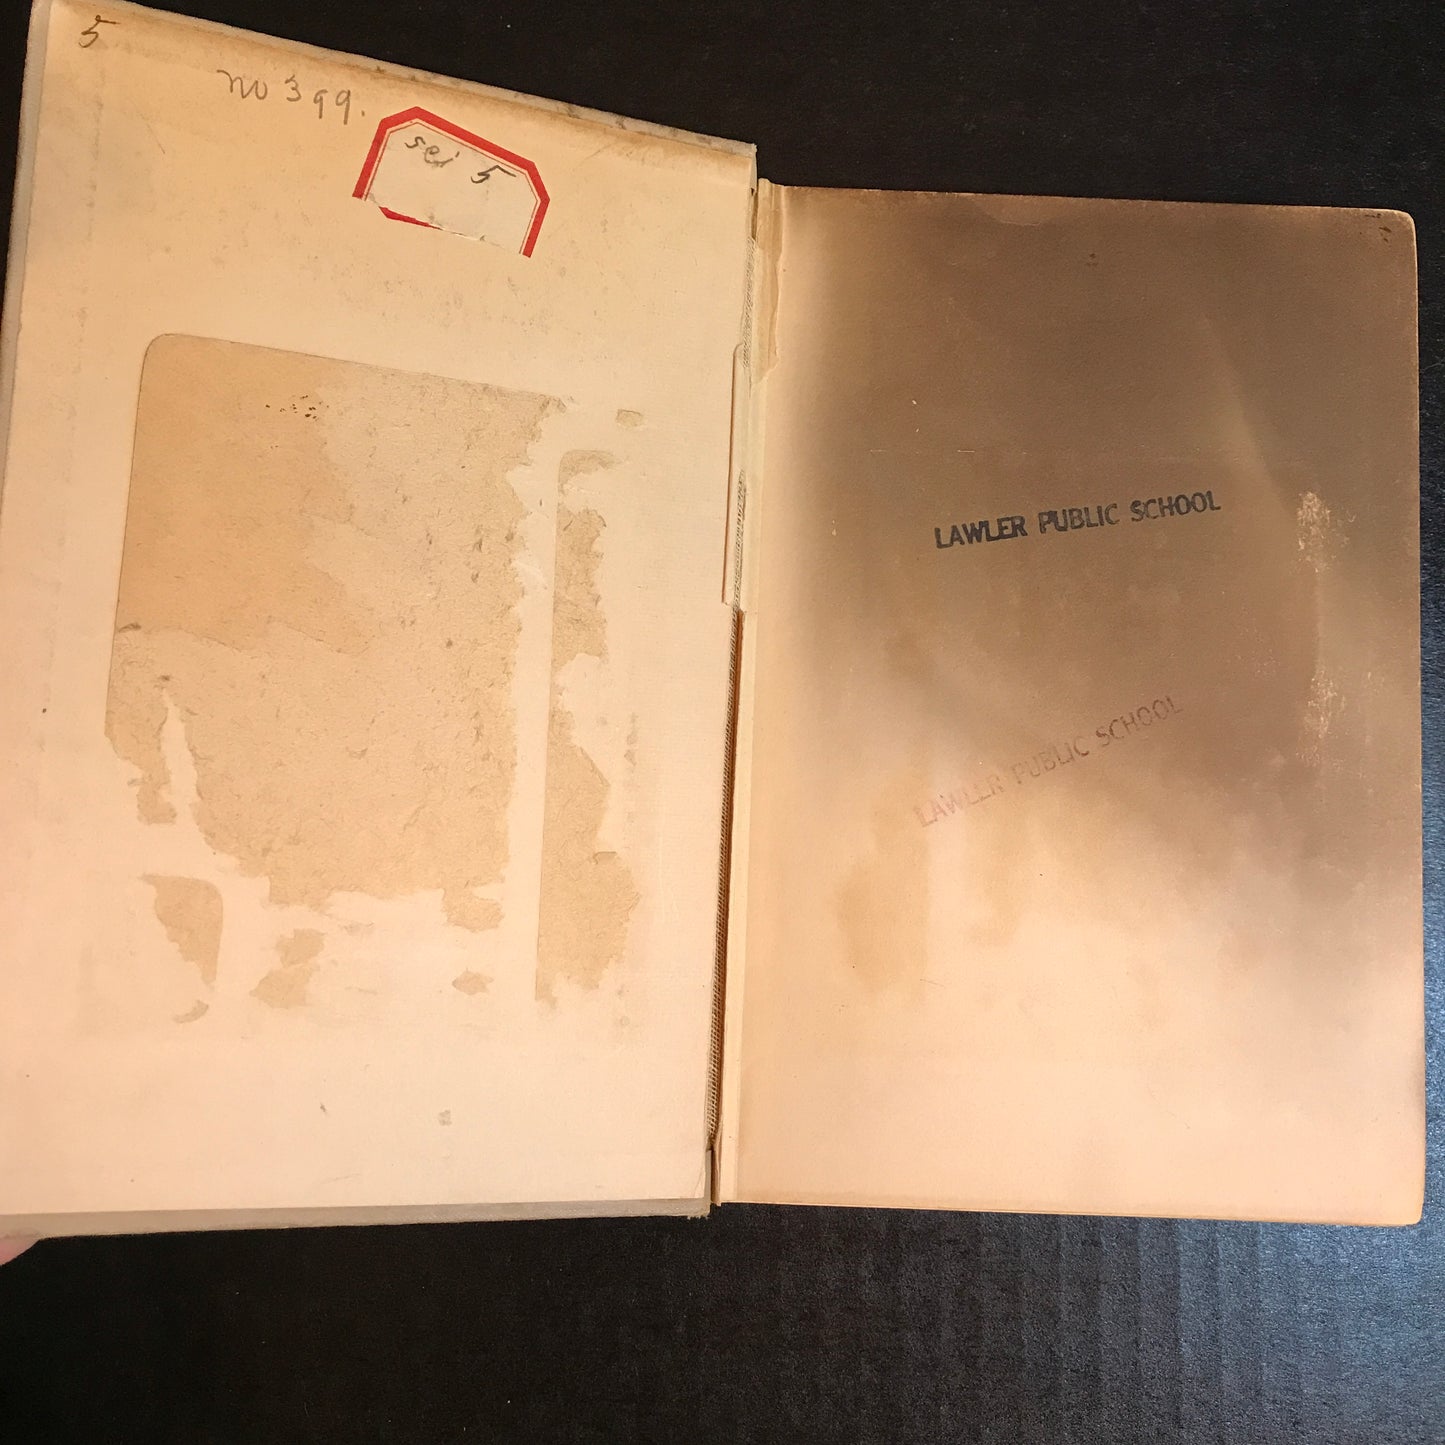 5
no 399.
sci 5
LAWLER PUBLIC SCHOOL
LAWLER PUBLIC SCHOOL